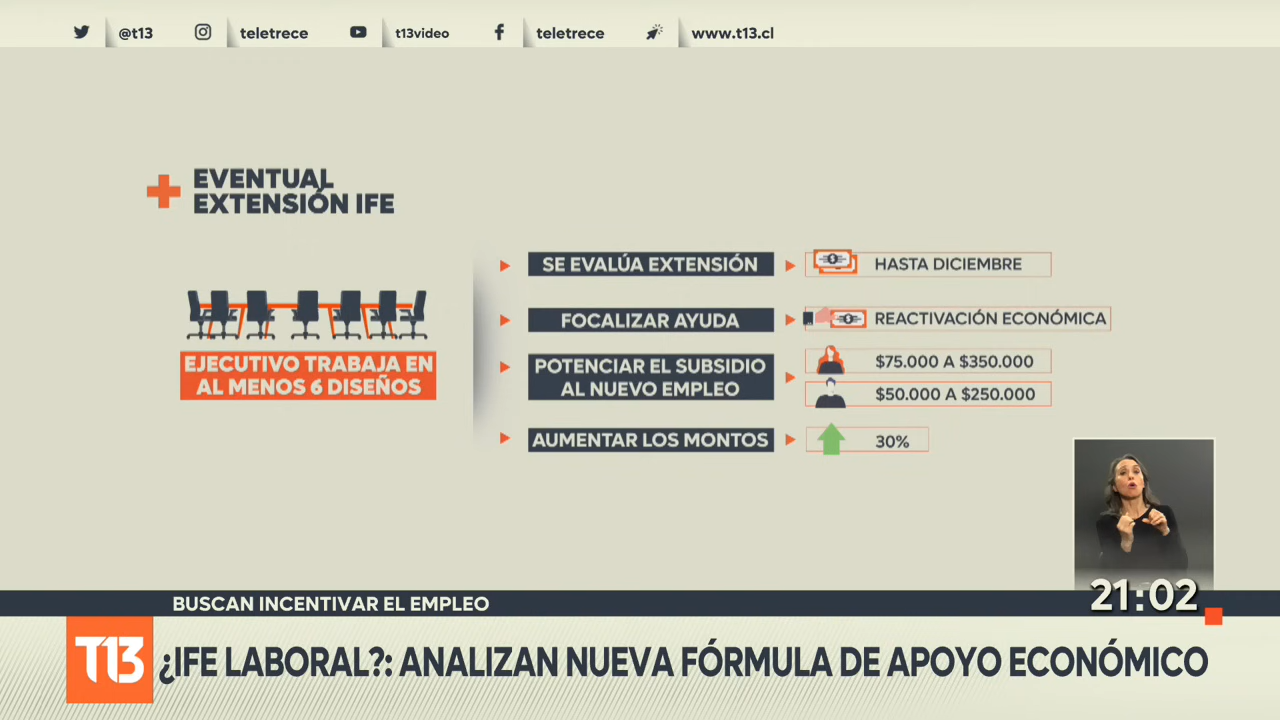 @t13
teletrece
t13video
teletrece
www.t13.cl
EVENTUAL
EXTENSIÓN IFE
EJECUTIVO TRABAJA EN
AL MENOS 6 DISEÑOS
SE EVALÚA EXTENSIÓN
HASTA DICIEMBRE
FOCALIZAR AYUDA
REACTIVACIÓN ECONÓMICA
POTENCIAR EL SUBSIDIO
AL NUEVO EMPLEO
$75.000 A $350.000
$50.000 A $250.000
AUMENTAR LOS MONTOS
30%
21:02
BUSCAN INCENTIVAR EL EMPLEO
T13
¿IFE LABORAL?: ANALIZAN NUEVA FÓRMULA DE APOYO ECONÓMICO